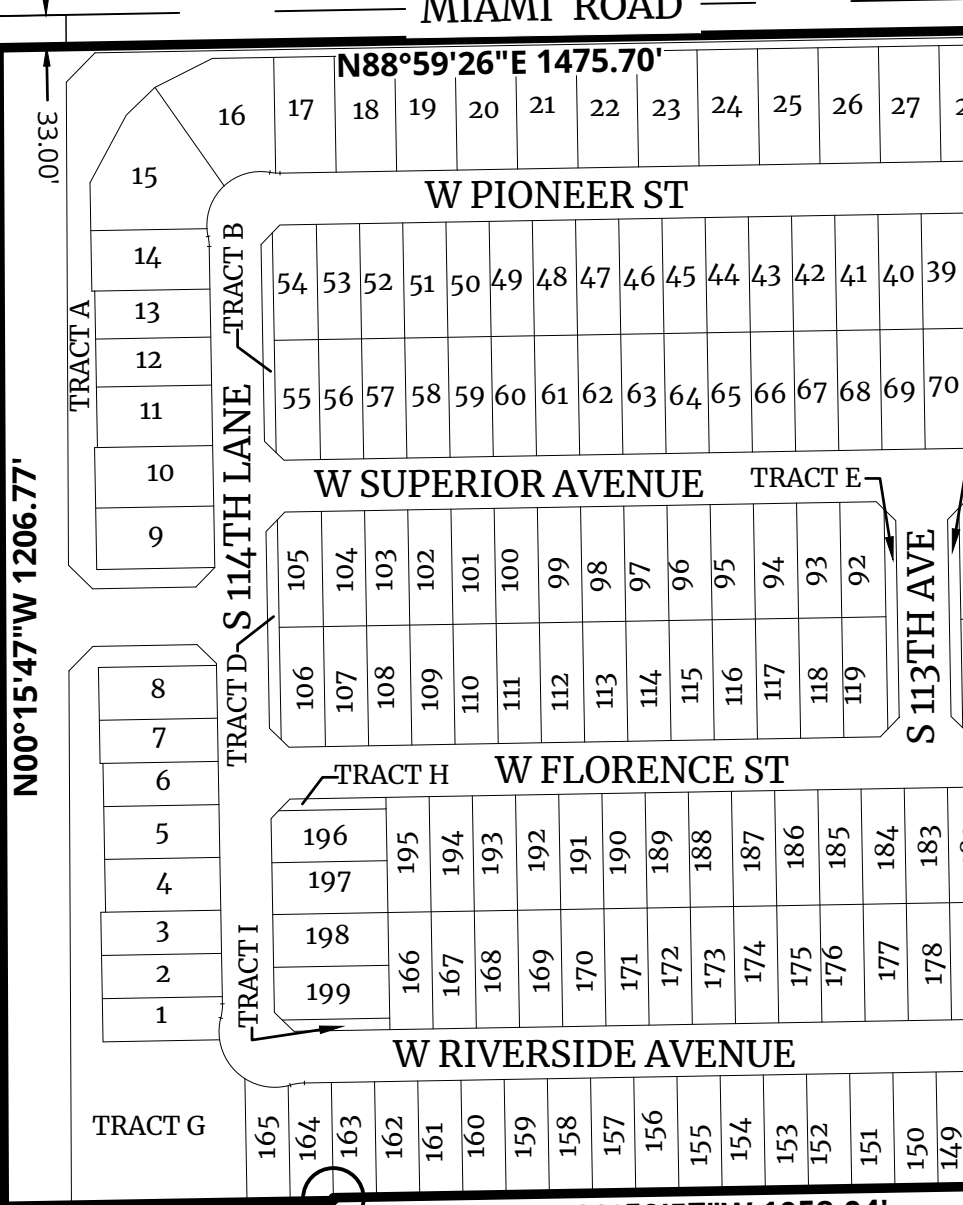 MIAMI ROAD
N88°59'26"E 1475.70'
33.00'
16 17 18 19 20 21 22 23 24 25 26 27
15
W PIONEER ST
14
TRACT B
54 53 52 51 50 49 48 47 46 45 44 43 42 41 40 39
13
TRACT A
12
55 56 57 58 59 60 61 62 63 64 65 66 67 68 69 70
11
10
W SUPERIOR AVENUE
TRACT E
S 114TH LANE
N00°15'47"W 1206.77'
9
105 104 103 102 101 100 99 98 97 96 95 94 93 92
S 113TH AVE
TRACT D
8
106 107 108 109 110 111 112 113 114 115 116 117 118 119
7
6
TRACT H
W FLORENCE ST
5
196
195 194 193 192 191 190 189 188 187 186 185 184 183
4
197
3
198
2
199
166 167 168 169 170 171 172 173 174 175 176 177 178
TRACT I
1
W RIVERSIDE AVENUE
TRACT G
165 164 163 162 161 160 159 158 157 156 155 154 153 152 151 150 149